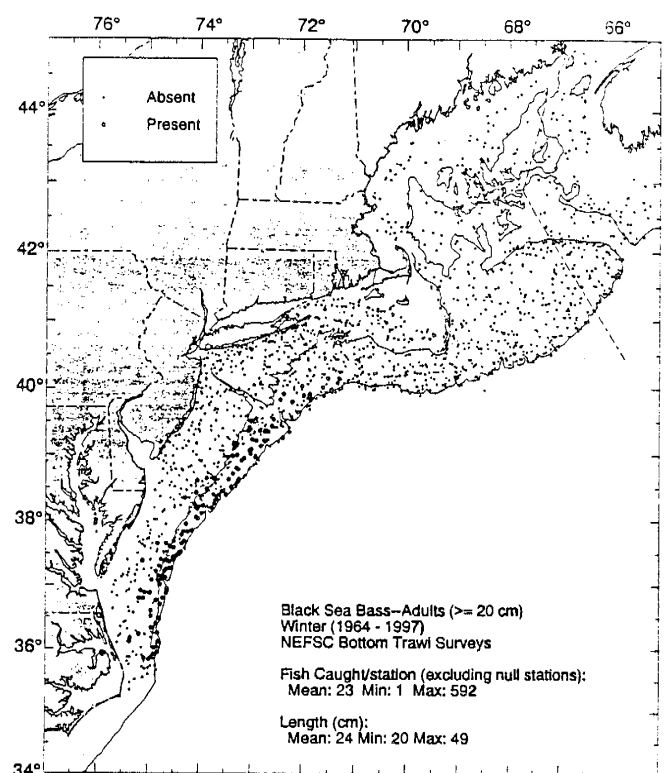 76° 74° 72° 70° 68° 66°
Absent
Present
44°
42°
40°
38°
36°
34°
Black Sea Bass--Adults (>= 20 cm)
Winter (1964 - 1997)
NEFSC Bottom Trawl Surveys
Fish Caught/station (excluding null stations):
Mean: 23 Min: 1 Max: 592
Length (cm):
Mean: 24 Min: 20 Max: 49